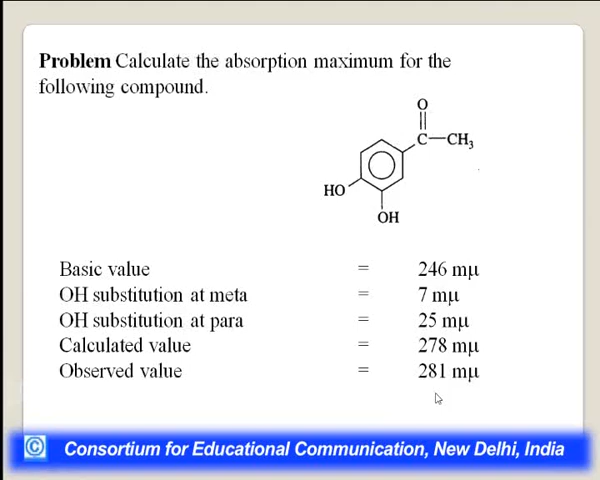 Problem Calculate the absorption maximum for the
following compound.
O
C—CH₃
HO
OH
Basic value = 246 mμ
OH substitution at meta = 7 mμ
OH substitution at para = 25 mμ
Calculated value = 278 mμ
Observed value = 281 mμ
© Consortium for Educational Communication, New Delhi, India